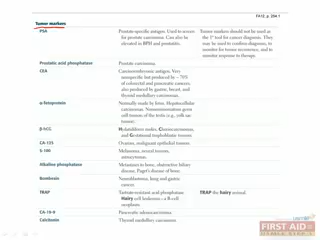 FA12: p. 254.1
Tumor markers
PSA
Prostate-specific antigen. Used to screen
for prostate carcinoma. Can also be
elevated in BPH and prostatitis.
Tumor markers should not be used as
the 1° tool for cancer diagnosis. They
may be used to confirm diagnosis, to
monitor for tumor recurrence, and to
monitor response to therapy.
Prostatic acid phosphatase
Prostate carcinoma.
CEA
Carcinoembryonic antigen. Very
nonspecific but produced by ~ 70%
of colorectal and pancreatic cancers;
also produced by gastric, breast, and
thyroid medullary carcinomas.
α-fetoprotein
Normally made by fetus. Hepatocellular
carcinomas. Nonseminomatous germ
cell tumors of the testis (e.g., yolk sac
tumor).
β-hCG
Hydatidiform moles, Choriocarcinomas,
and Gestational trophoblastic tumors.
CA-125
Ovarian, malignant epithelial tumors.
S-100
Melanoma, neural tumors,
astrocytomas.
Alkaline phosphatase
Metastases to bone, obstructive biliary
disease, Paget's disease of bone.
Bombesin
Neuroblastoma, lung and gastric
cancer.
TRAP
Tartrate-resistant acid phosphatase.
Hairy cell leukemia—a B-cell
neoplasm.
TRAP the hairy animal.
CA-19-9
Pancreatic adenocarcinoma.
Calcitonin
Thyroid medullary carcinoma.
FIRST AID